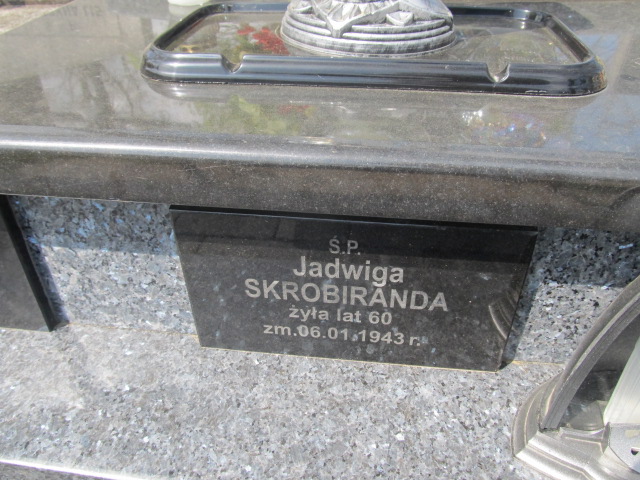 Ś.P.
Jadwiga
SKROBIRANDA
żyła lat 60
zm.06.01.1943 r.